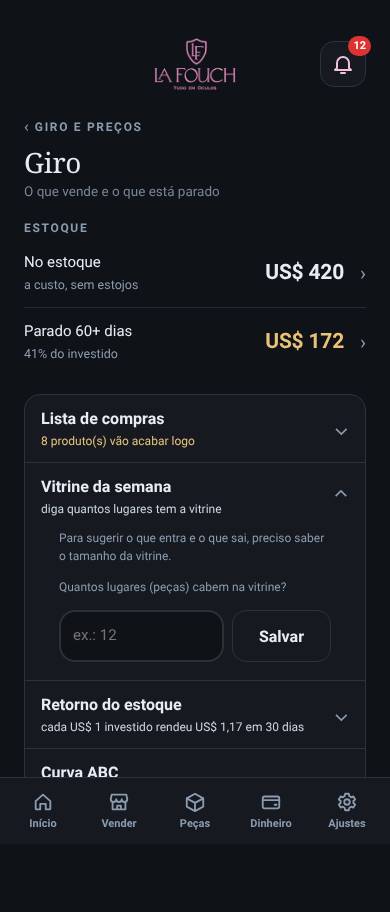 LF
LA FOUCH
Tudo em Óculos
12
‹ GIRO E PREÇOS
Giro
O que vende e o que está parado
ESTOQUE
No estoque
a custo, sem estojos
US$ 420 ›
Parado 60+ dias
41% do investido
US$ 172 ›
Lista de compras
8 produto(s) vão acabar logo
Vitrine da semana
diga quantos lugares tem a vitrine
Para sugerir o que entra e o que sai, preciso saber
o tamanho da vitrine.
Quantos lugares (peças) cabem na vitrine?
ex.: 12
Salvar
Retorno do estoque
cada US$ 1 investido rendeu US$ 1,17 em 30 dias
Curva ABC
Início
Vender
Peças
Dinheiro
Ajustes